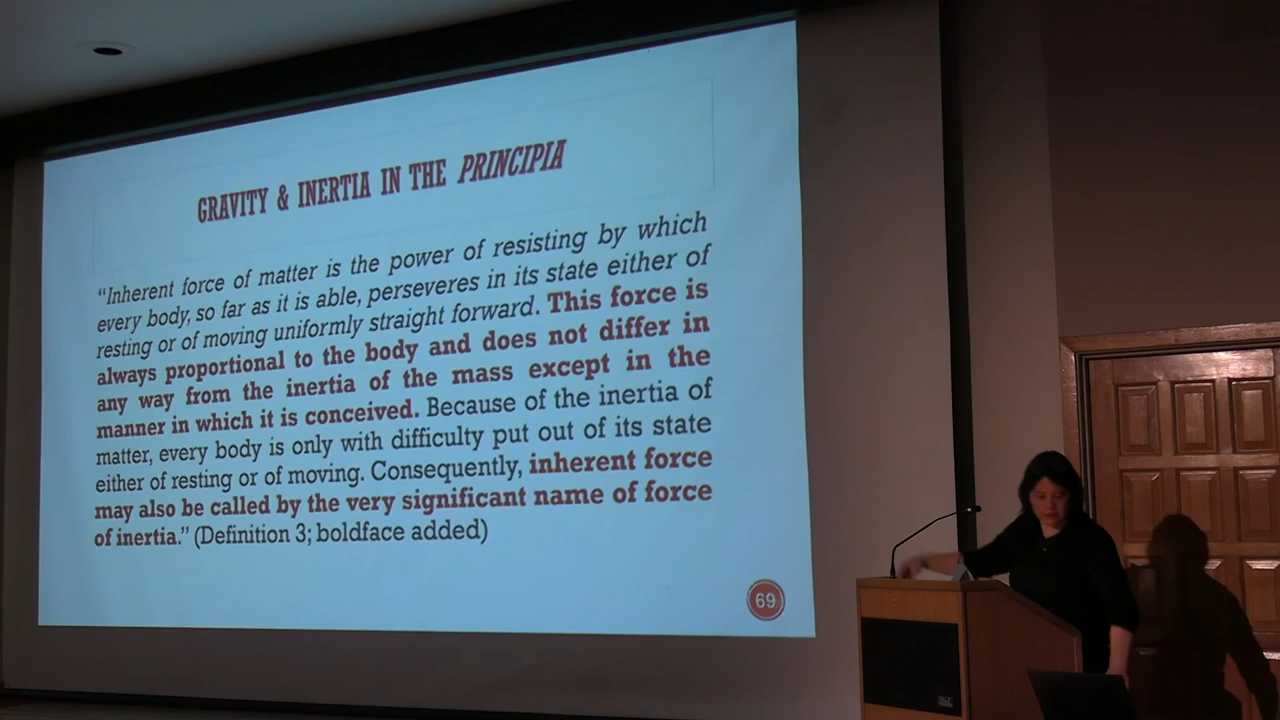 GRAVITY & INERTIA IN THE PRINCIPIA
“Inherent force of matter is the power of resisting by which
every body, so far as it is able, perseveres in its state either of
resting or of moving uniformly straight forward. This force is
always proportional to the body and does not differ in
any way from the inertia of the mass except in the
manner in which it is conceived. Because of the inertia of
matter, every body is only with difficulty put out of its state
either of resting or of moving. Consequently, inherent force
may also be called by the very significant name of force
of inertia.” (Definition 3; boldface added)
69